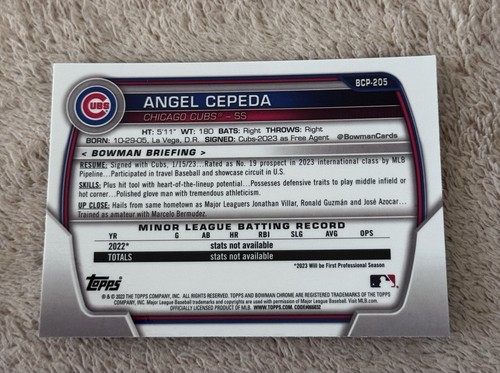 BCP-205
CUBS
ANGEL CEPEDA
CHICAGO CUBS® – SS
HT: 5'11" WT: 180 BATS: Right THROWS: Right
BORN: 10-29-05, La Vega, D.R. SIGNED: Cubs-2023 as Free Agent @BowmanCards
< BOWMAN BRIEFING >
RESUME: Signed with Cubs, 1/15/23...Rated as No. 19 prospect in 2023 international class by MLB
Pipeline...Participated in travel Baseball and showcase circuit in U.S.
SKILLS: Plus hit tool with heart-of-the-lineup potential...Possesses defensive traits to play middle infield or
hot corner...Polished glove man with tremendous athleticism.
UP CLOSE: Hails from same hometown as Major Leaguers Jonathan Villar, Ronald Guzmán and José Azocar...
Trained as amateur with Marcelo Bermudez.
MINOR LEAGUE BATTING RECORD
YR G AB HR RBI SLG AVG OPS
2022* stats not available
TOTALS stats not available
*2023 Will be First Professional Season
Topps
® & © 2023 THE TOPPS COMPANY, INC. ALL RIGHTS RESERVED. TOPPS AND BOWMAN CHROME ARE REGISTERED TRADEMARKS OF THE TOPPS
COMPANY, INC. Major League Baseball trademarks and copyrights are used with permission of Major League Baseball. Visit MLB.com.
OFFICIALLY LICENSED PRODUCT OF MLB. WWW.TOPPS.COM.